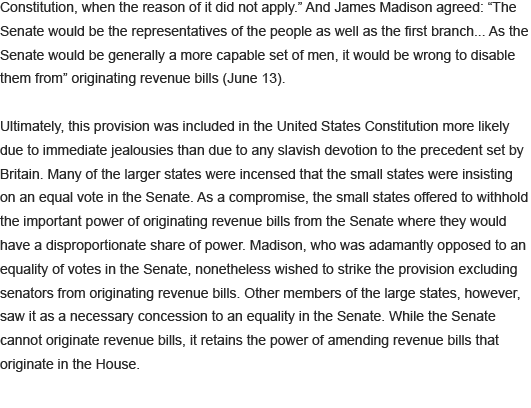 Constitution, when the reason of it did not apply.” And James Madison agreed: “The
Senate would be the representatives of the people as well as the first branch... As the
Senate would be generally a more capable set of men, it would be wrong to disable
them from” originating revenue bills (June 13).
Ultimately, this provision was included in the United States Constitution more likely
due to immediate jealousies than due to any slavish devotion to the precedent set by
Britain. Many of the larger states were incensed that the small states were insisting
on an equal vote in the Senate. As a compromise, the small states offered to withhold
the important power of originating revenue bills from the Senate where they would
have a disproportionate share of power. Madison, who was adamantly opposed to an
equality of votes in the Senate, nonetheless wished to strike the provision excluding
senators from originating revenue bills. Other members of the large states, however,
saw it as a necessary concession to an equality in the Senate. While the Senate
cannot originate revenue bills, it retains the power of amending revenue bills that
originate in the House.